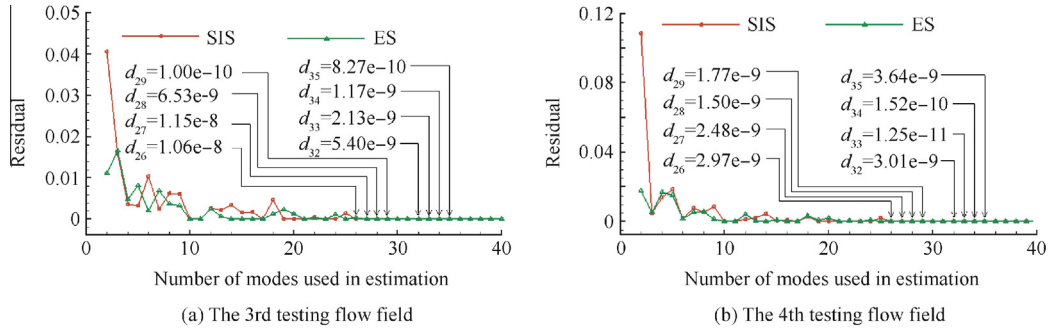 0.05
0.04
0.03
0.02
0.01
0
Residual
SIS
ES
d29=1.00e−10
d28=6.53e−9
d27=1.15e−8
d26=1.06e−8
d35=8.27e−10
d34=1.17e−9
d33=2.13e−9
d32=5.40e−9
0 10 20 30 40
Number of modes used in estimation
(a) The 3rd testing flow field
0.12
0.08
0.04
0
Residual
SIS
ES
d29=1.77e−9
d28=1.50e−9
d27=2.48e−9
d26=2.97e−9
d35=3.64e−9
d34=1.52e−10
d33=1.25e−11
d32=3.01e−9
0 10 20 30 40
Number of modes used in estimation
(b) The 4th testing flow field